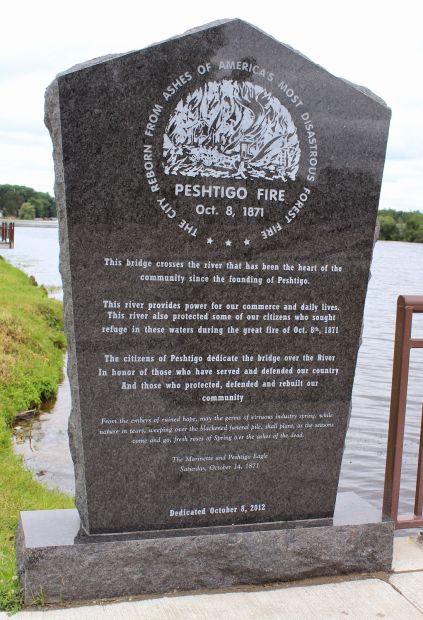 THE CITY REBORN FROM ASHES OF AMERICA'S MOST DISASTROUS FOREST FIRE
PESHTIGO FIRE
Oct. 8, 1871
This bridge crosses the river that has been the heart of the
community since the founding of Peshtigo.
This river provides power for our commerce and daily lives.
This river also protected some of our citizens who sought
refuge in these waters during the great fire of Oct. 8th, 1871
The citizens of Peshtigo dedicate the bridge over the River
In honor of those who have served and defended our country
And those who protected, defended and rebuilt our
community
From the embers of ruined hope, may the germs of virtuous industry spring, while
nature in tears, weeping over the blackened funeral pile, shall plant, as the seasons
come and go, fresh roses of Spring o'er the ashes of the dead.
The Marinette and Peshtigo Eagle
Saturday, October 14, 1871
Dedicated October 8, 2012